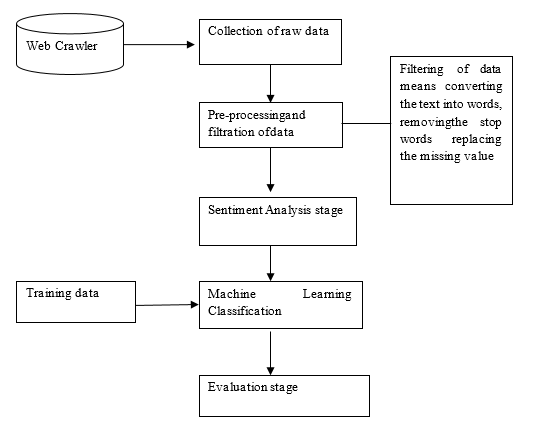 Web Crawler
Collection of raw data
Pre-processingand
filtration ofdata
Filtering of data
means converting
the text into words,
removingthe stop
words replacing
the missing value
Sentiment Analysis stage
Training data
Machine Learning
Classification
Evaluation stage